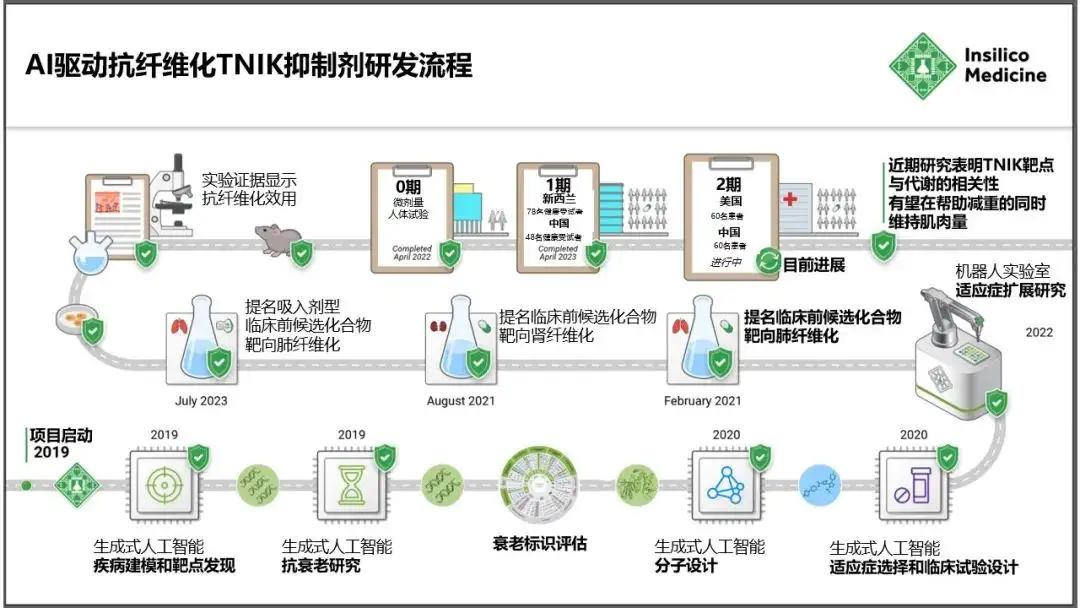 AI驱动抗纤维化TNIK抑制剂研发流程
Insilico
Medicine
实验证据显示
抗纤维化效用
0期
微剂量
人体试验
Completed
April 2022
1期
新西兰
78名健康受试者
中国
48名健康受试者
Completed
April 2023
2期
美国
60名患者
中国
60名患者
进行中
目前进展
近期研究表明TNIK靶点
与代谢的相关性
有望在帮助减重的同时
维持肌肉量
提名吸入剂型
临床前候选化合物
靶向肺纤维化
July 2023
提名临床前候选化合物
靶向肾纤维化
August 2021
提名临床前候选化合物
靶向肺纤维化
February 2021
机器人实验室
适应症扩展研究
2022
项目启动
2019
2019
生成式人工智能
疾病建模和靶点发现
2019
生成式人工智能
抗衰老研究
衰老标识评估
2020
生成式人工智能
分子设计
2020
生成式人工智能
适应症选择和临床试验设计